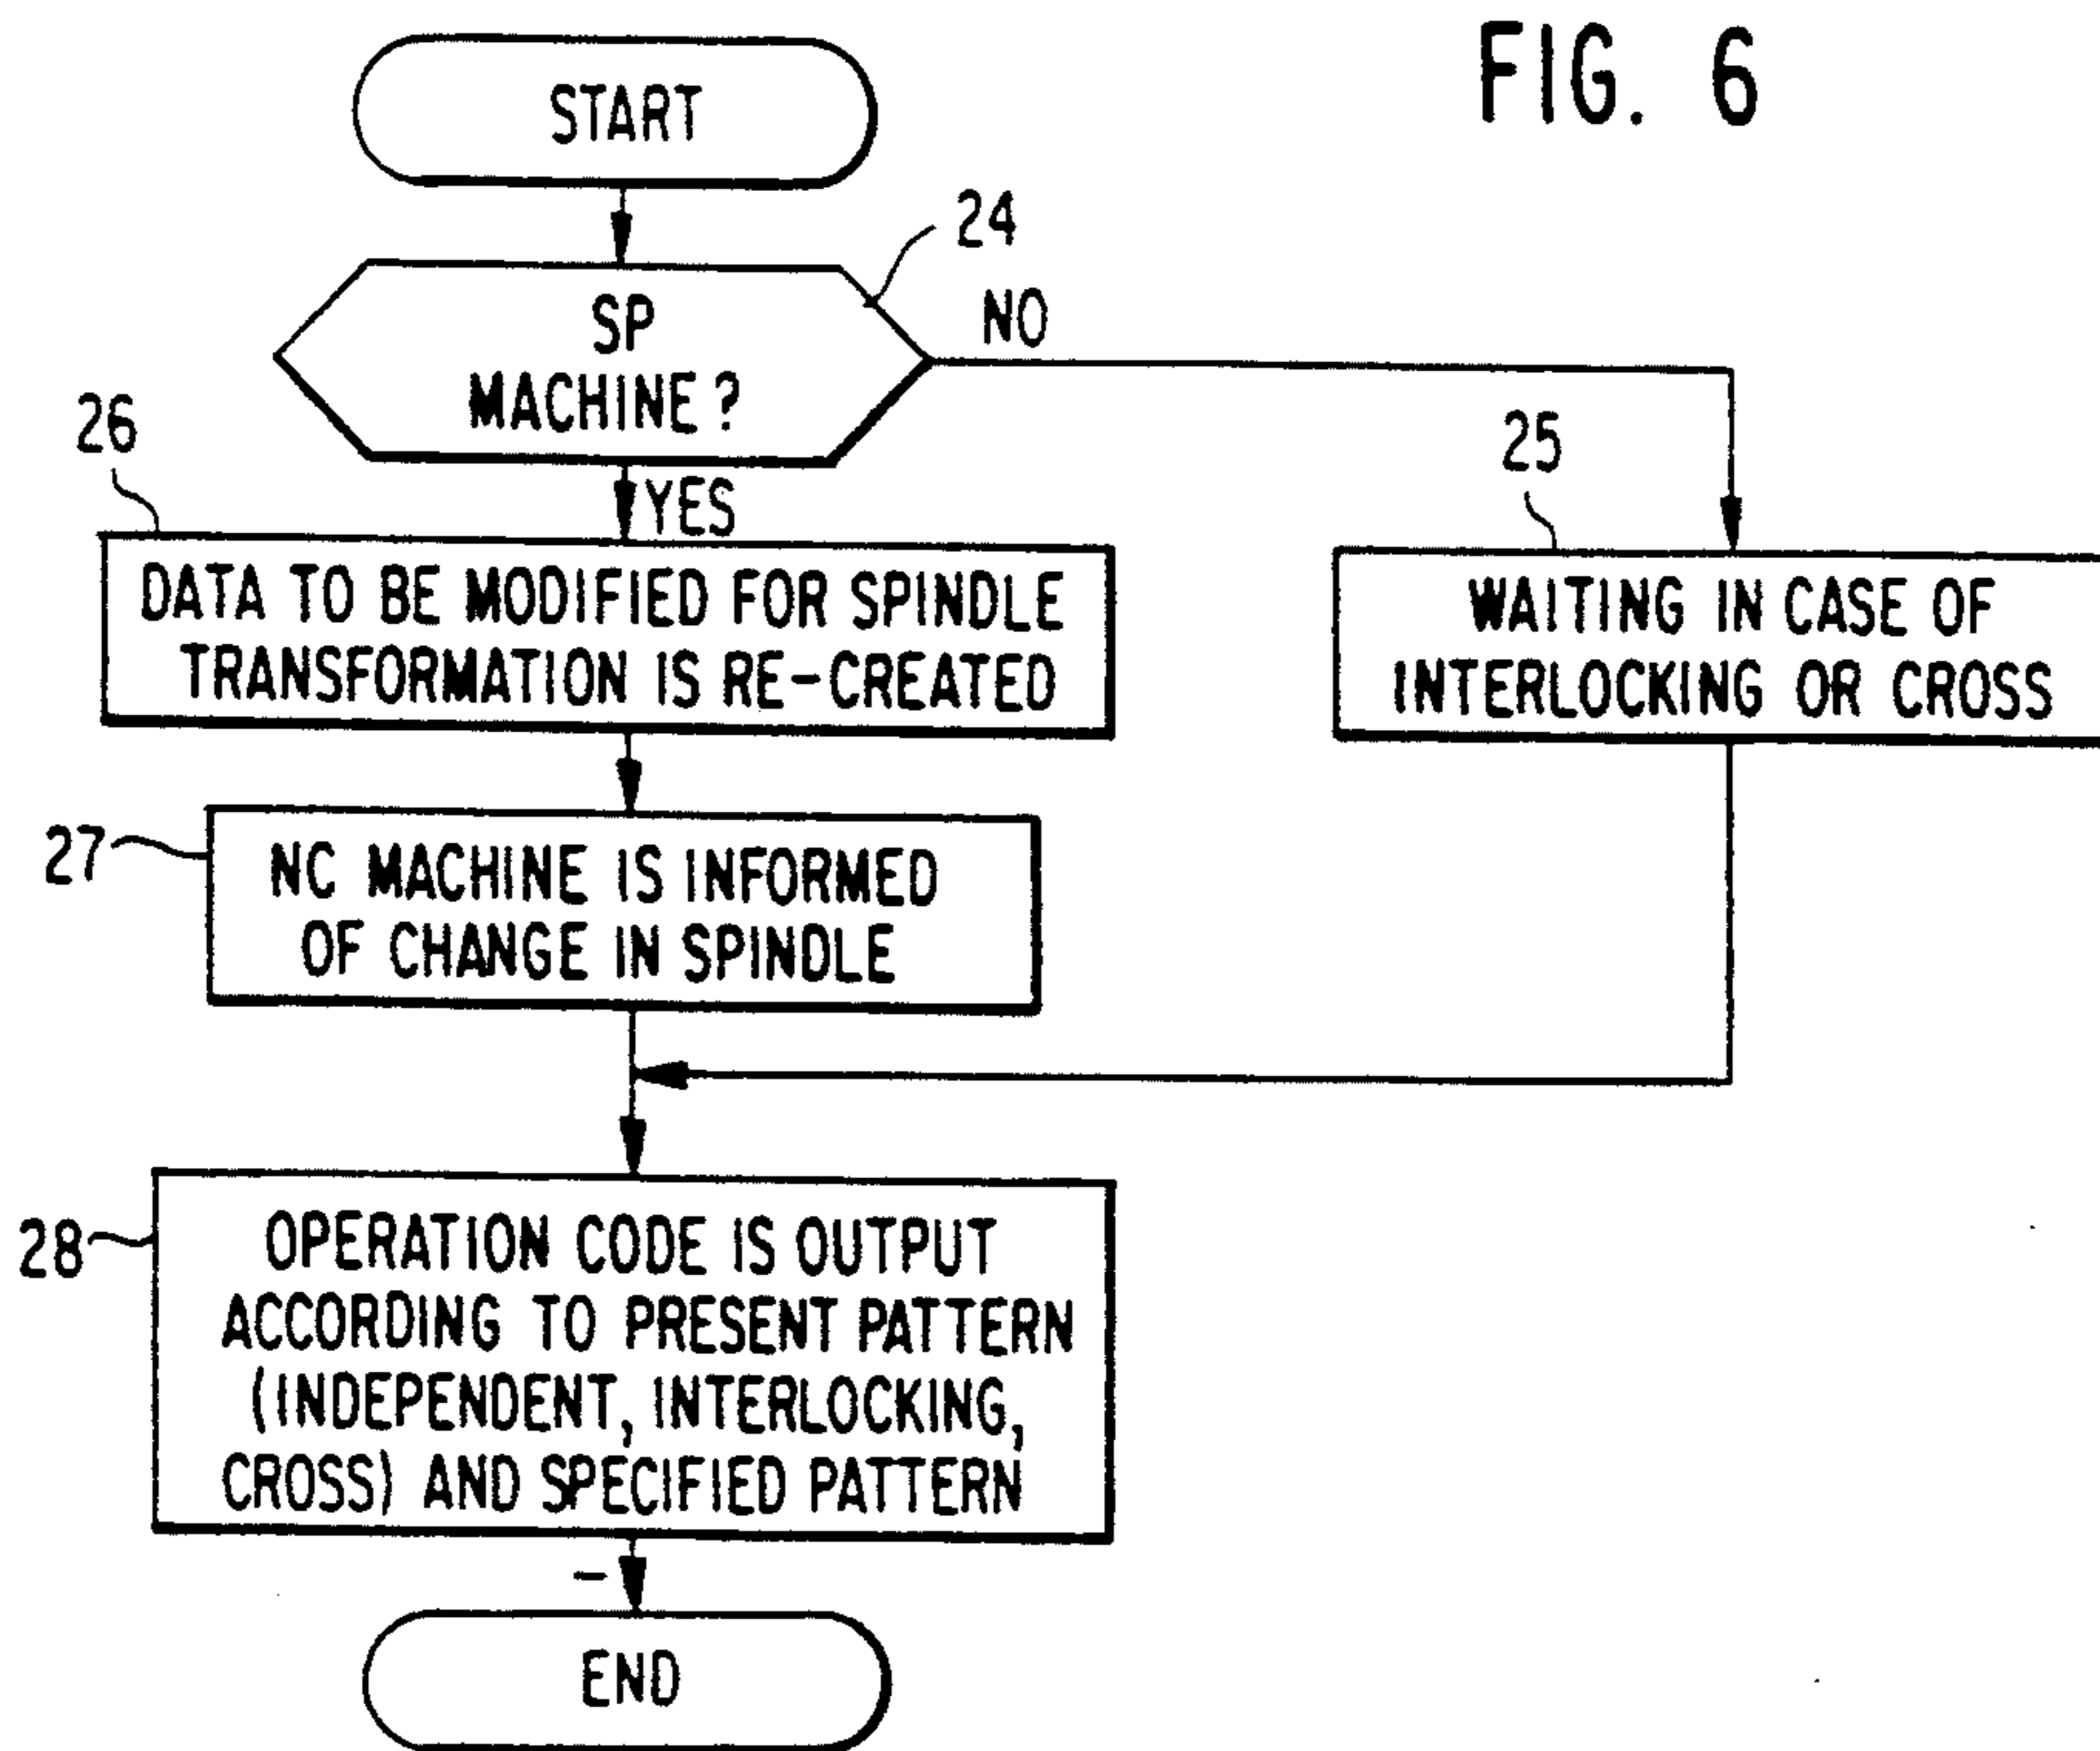 FIG. 6
START
24
SP
MACHINE?
NO
YES
26
DATA TO BE MODIFIED FOR SPINDLE
TRANSFORMATION IS RE-CREATED
25
WAITING IN CASE OF
INTERLOCKING OR CROSS
27
NC MACHINE IS INFORMED
OF CHANGE IN SPINDLE
28
OPERATION CODE IS OUTPUT
ACCORDING TO PRESENT PATTERN
(INDEPENDENT, INTERLOCKING,
CROSS) AND SPECIFIED PATTERN
END